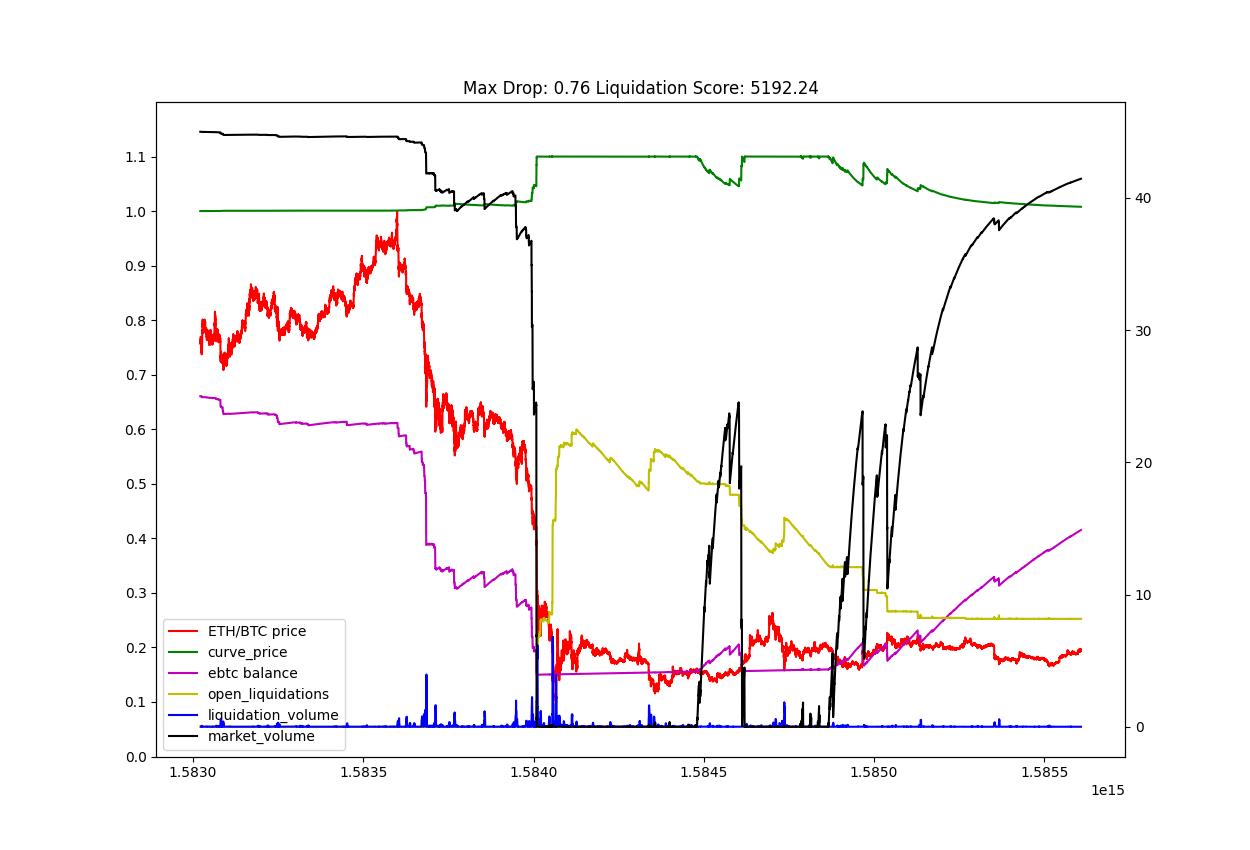 Max Drop: 0.76 Liquidation Score: 5192.24
1.1
1.0
0.9
0.8
0.7
0.6
0.5
0.4
0.3
0.2
0.1
0.0
40
30
20
10
0
ETH/BTC price
curve_price
ebtc balance
open_liquidations
liquidation_volume
market_volume
1.5830 1.5835 1.5840 1.5845 1.5850 1.5855
1e15